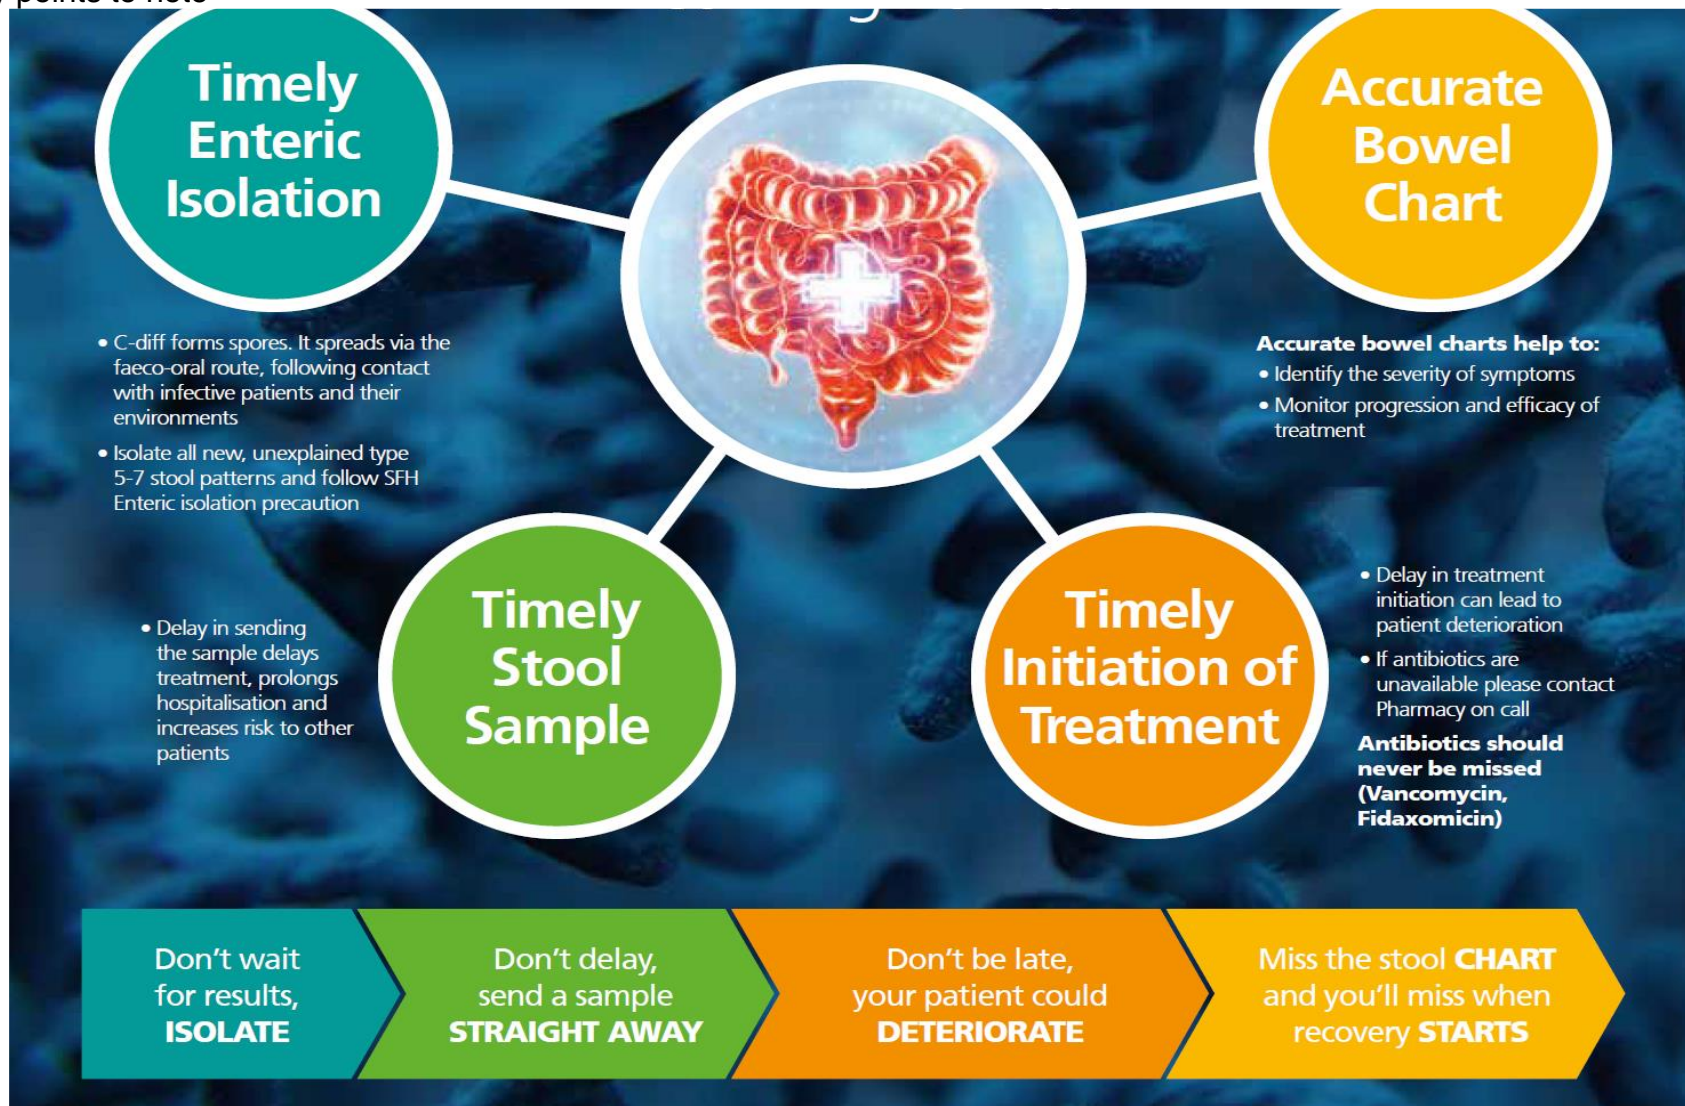 points to note
Timely
Enteric
Isolation
Accurate
Bowel
Chart
• C-diff forms spores. It spreads via the
faeco-oral route, following contact
with infective patients and their
environments
• Isolate all new, unexplained type
5-7 stool patterns and follow SFH
Enteric isolation precaution
Accurate bowel charts help to:
• Identify the severity of symptoms
• Monitor progression and efficacy of
treatment
• Delay in sending
the sample delays
treatment, prolongs
hospitalisation and
increases risk to other
patients
Timely
Stool
Sample
Timely
Initiation of
Treatment
• Delay in treatment
initiation can lead to
patient deterioration
• If antibiotics are
unavailable please contact
Pharmacy on call
Antibiotics should
never be missed
(Vancomycin,
Fidaxomicin)
Don't wait
for results,
ISOLATE
Don't delay,
send a sample
STRAIGHT AWAY
Don't be late,
your patient could
DETERIORATE
Miss the stool CHART
and you'll miss when
recovery STARTS